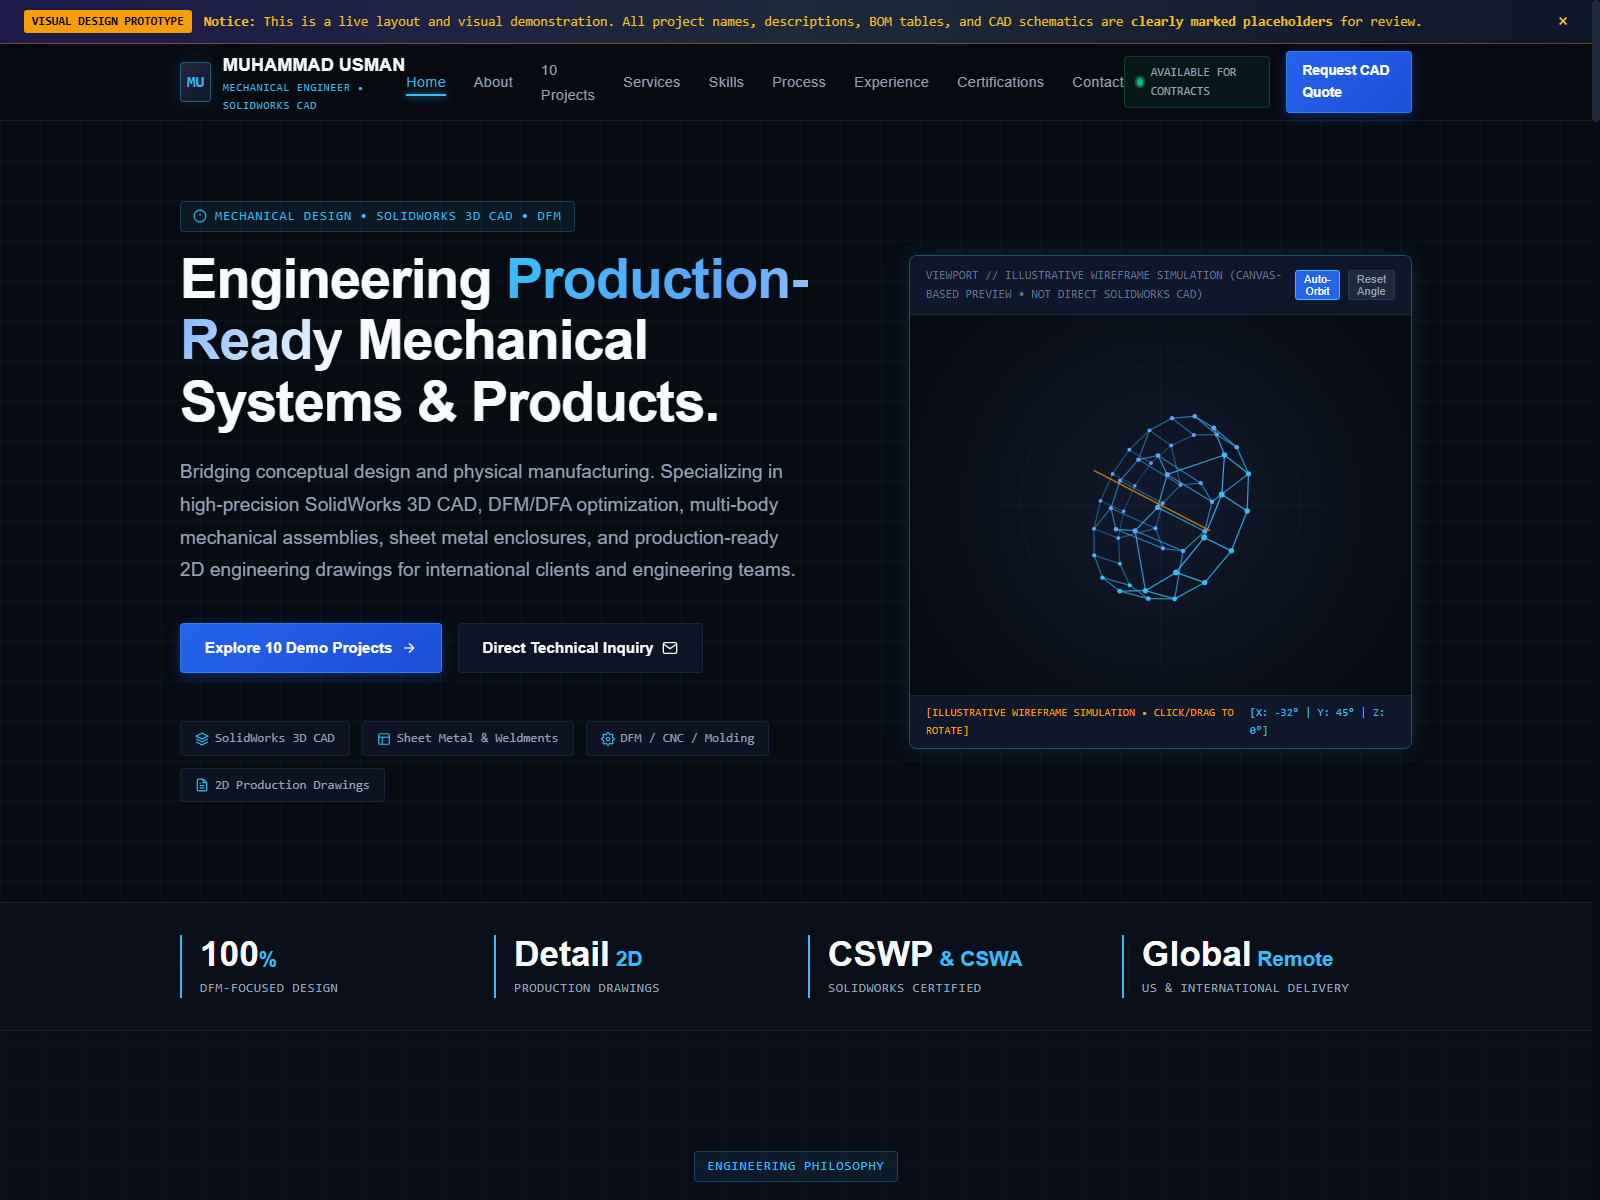 VISUAL DESIGN PROTOTYPE Notice: This is a live layout and visual demonstration. All project names, descriptions, BOM tables, and CAD schematics are clearly marked placeholders for review. ×
MU
MUHAMMAD USMAN
MECHANICAL ENGINEER •
SOLIDWORKS CAD
Home
About
10
Projects
Services
Skills
Process
Experience
Certifications
Contact
AVAILABLE FOR
CONTRACTS
Request CAD
Quote
MECHANICAL DESIGN • SOLIDWORKS 3D CAD • DFM
Engineering Production-
Ready Mechanical
Systems & Products.
Bridging conceptual design and physical manufacturing. Specializing in
high-precision SolidWorks 3D CAD, DFM/DFA optimization, multi-body
mechanical assemblies, sheet metal enclosures, and production-ready
2D engineering drawings for international clients and engineering teams.
Explore 10 Demo Projects →
Direct Technical Inquiry
SolidWorks 3D CAD
Sheet Metal & Weldments
DFM / CNC / Molding
2D Production Drawings
VIEWPORT // ILLUSTRATIVE WIREFRAME SIMULATION (CANVAS-
BASED PREVIEW • NOT DIRECT SOLIDWORKS CAD)
Auto-
Orbit
Reset
Angle
[ILLUSTRATIVE WIREFRAME SIMULATION • CLICK/DRAG TO
ROTATE]
[X: -32° | Y: 45° | Z:
0°]
100%
DFM-FOCUSED DESIGN
Detail 2D
PRODUCTION DRAWINGS
CSWP & CSWA
SOLIDWORKS CERTIFIED
Global Remote
US & INTERNATIONAL DELIVERY
ENGINEERING PHILOSOPHY